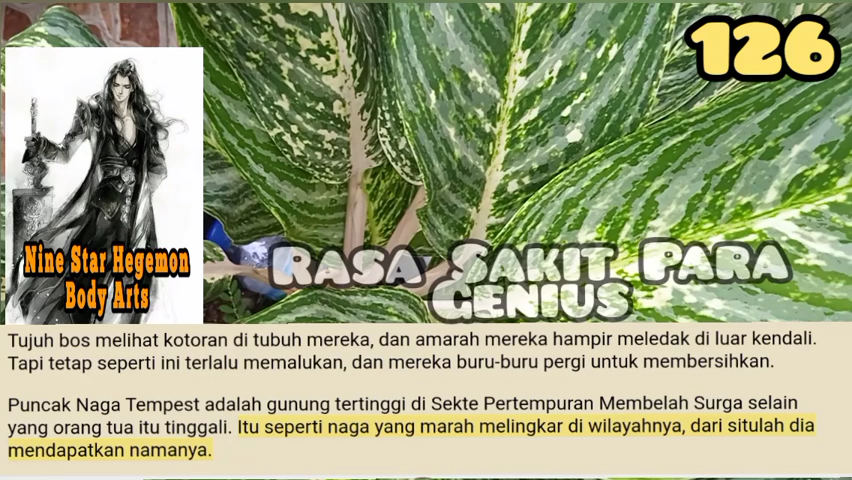 126
Nine Star Hegemon
Body Arts
Rasa Sakit Para
Genius
Tujuh bos melihat kotoran di tubuh mereka, dan amarah mereka hampir meledak di luar kendali.
Tapi tetap seperti ini terlalu memalukan, dan mereka buru-buru pergi untuk membersihkan.
Puncak Naga Tempest adalah gunung tertinggi di Sekte Pertempuran Membelah Surga selain
yang orang tua itu tinggali. Itu seperti naga yang marah melingkar di wilayahnya, dari situlah dia
mendapatkan namanya.